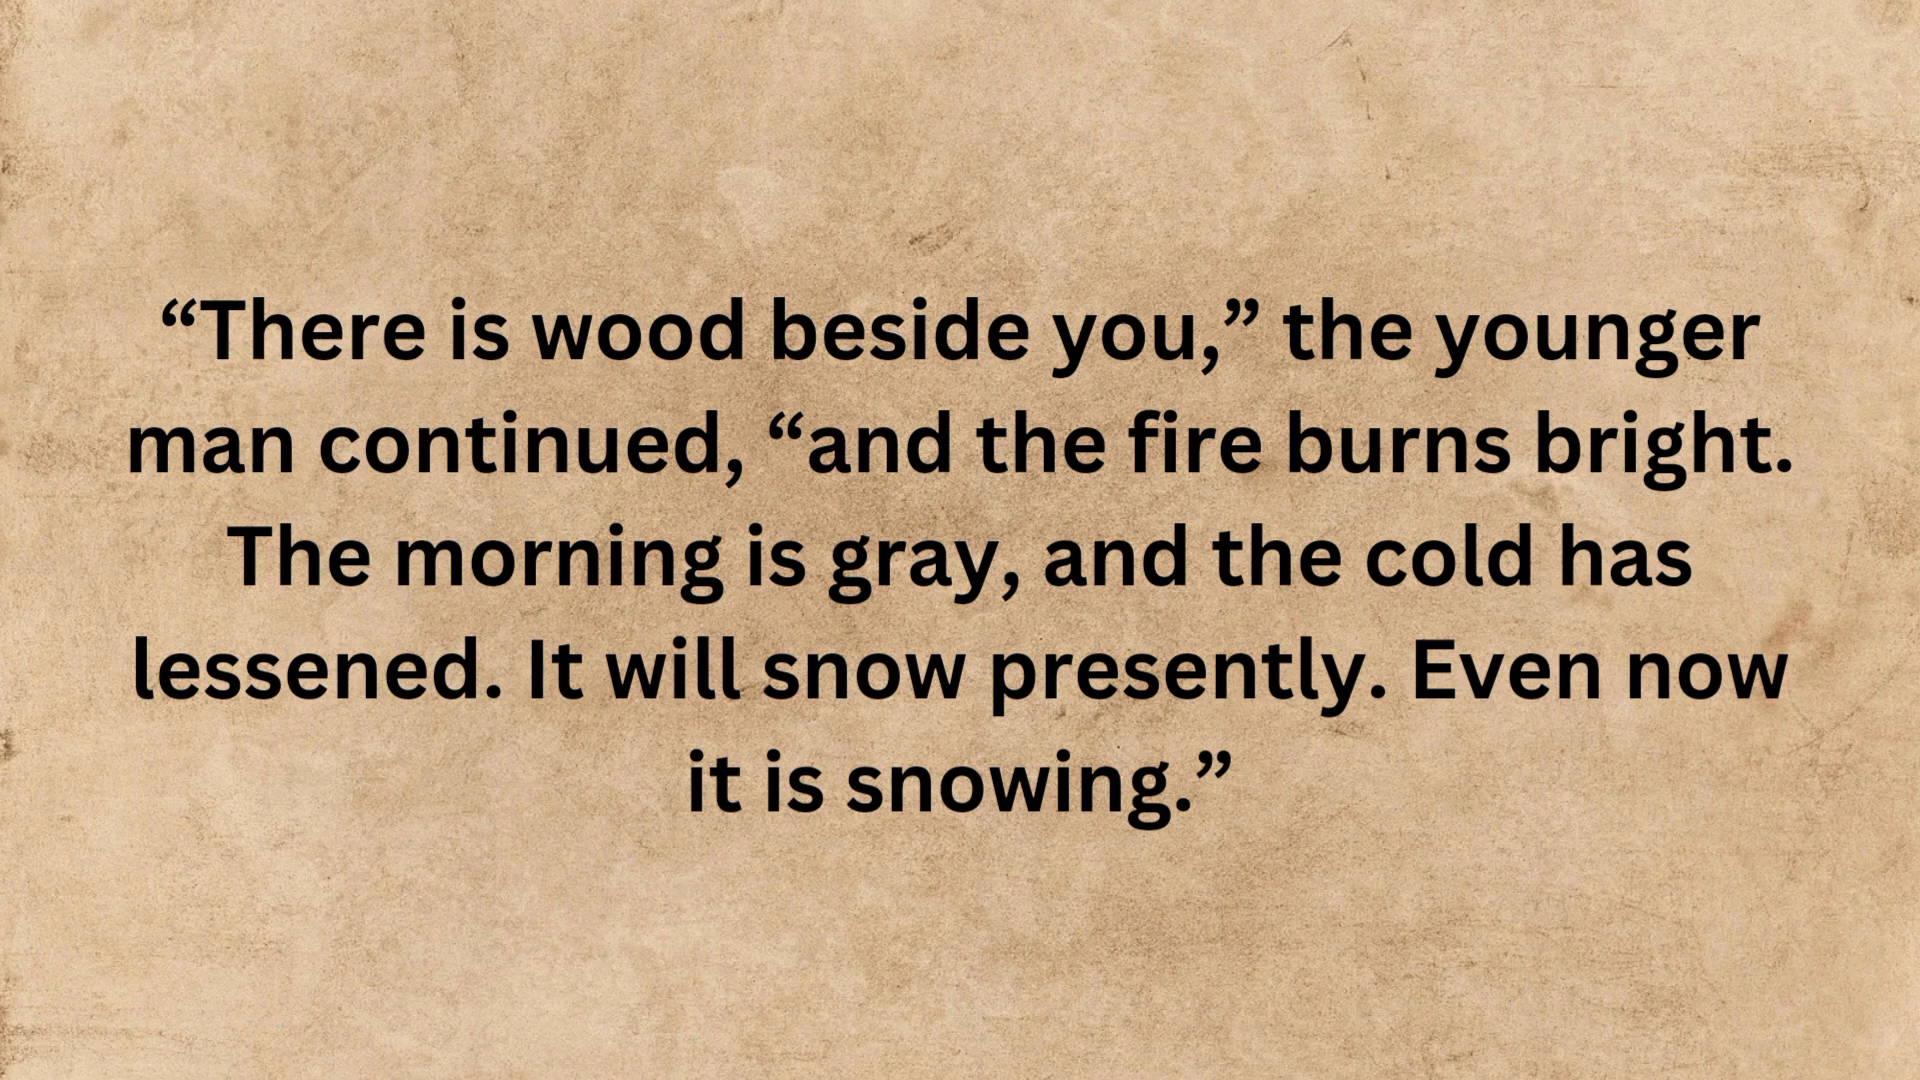 “There is wood beside you,” the younger
man continued, “and the fire burns bright.
The morning is gray, and the cold has
lessened. It will snow presently. Even now
it is snowing.”